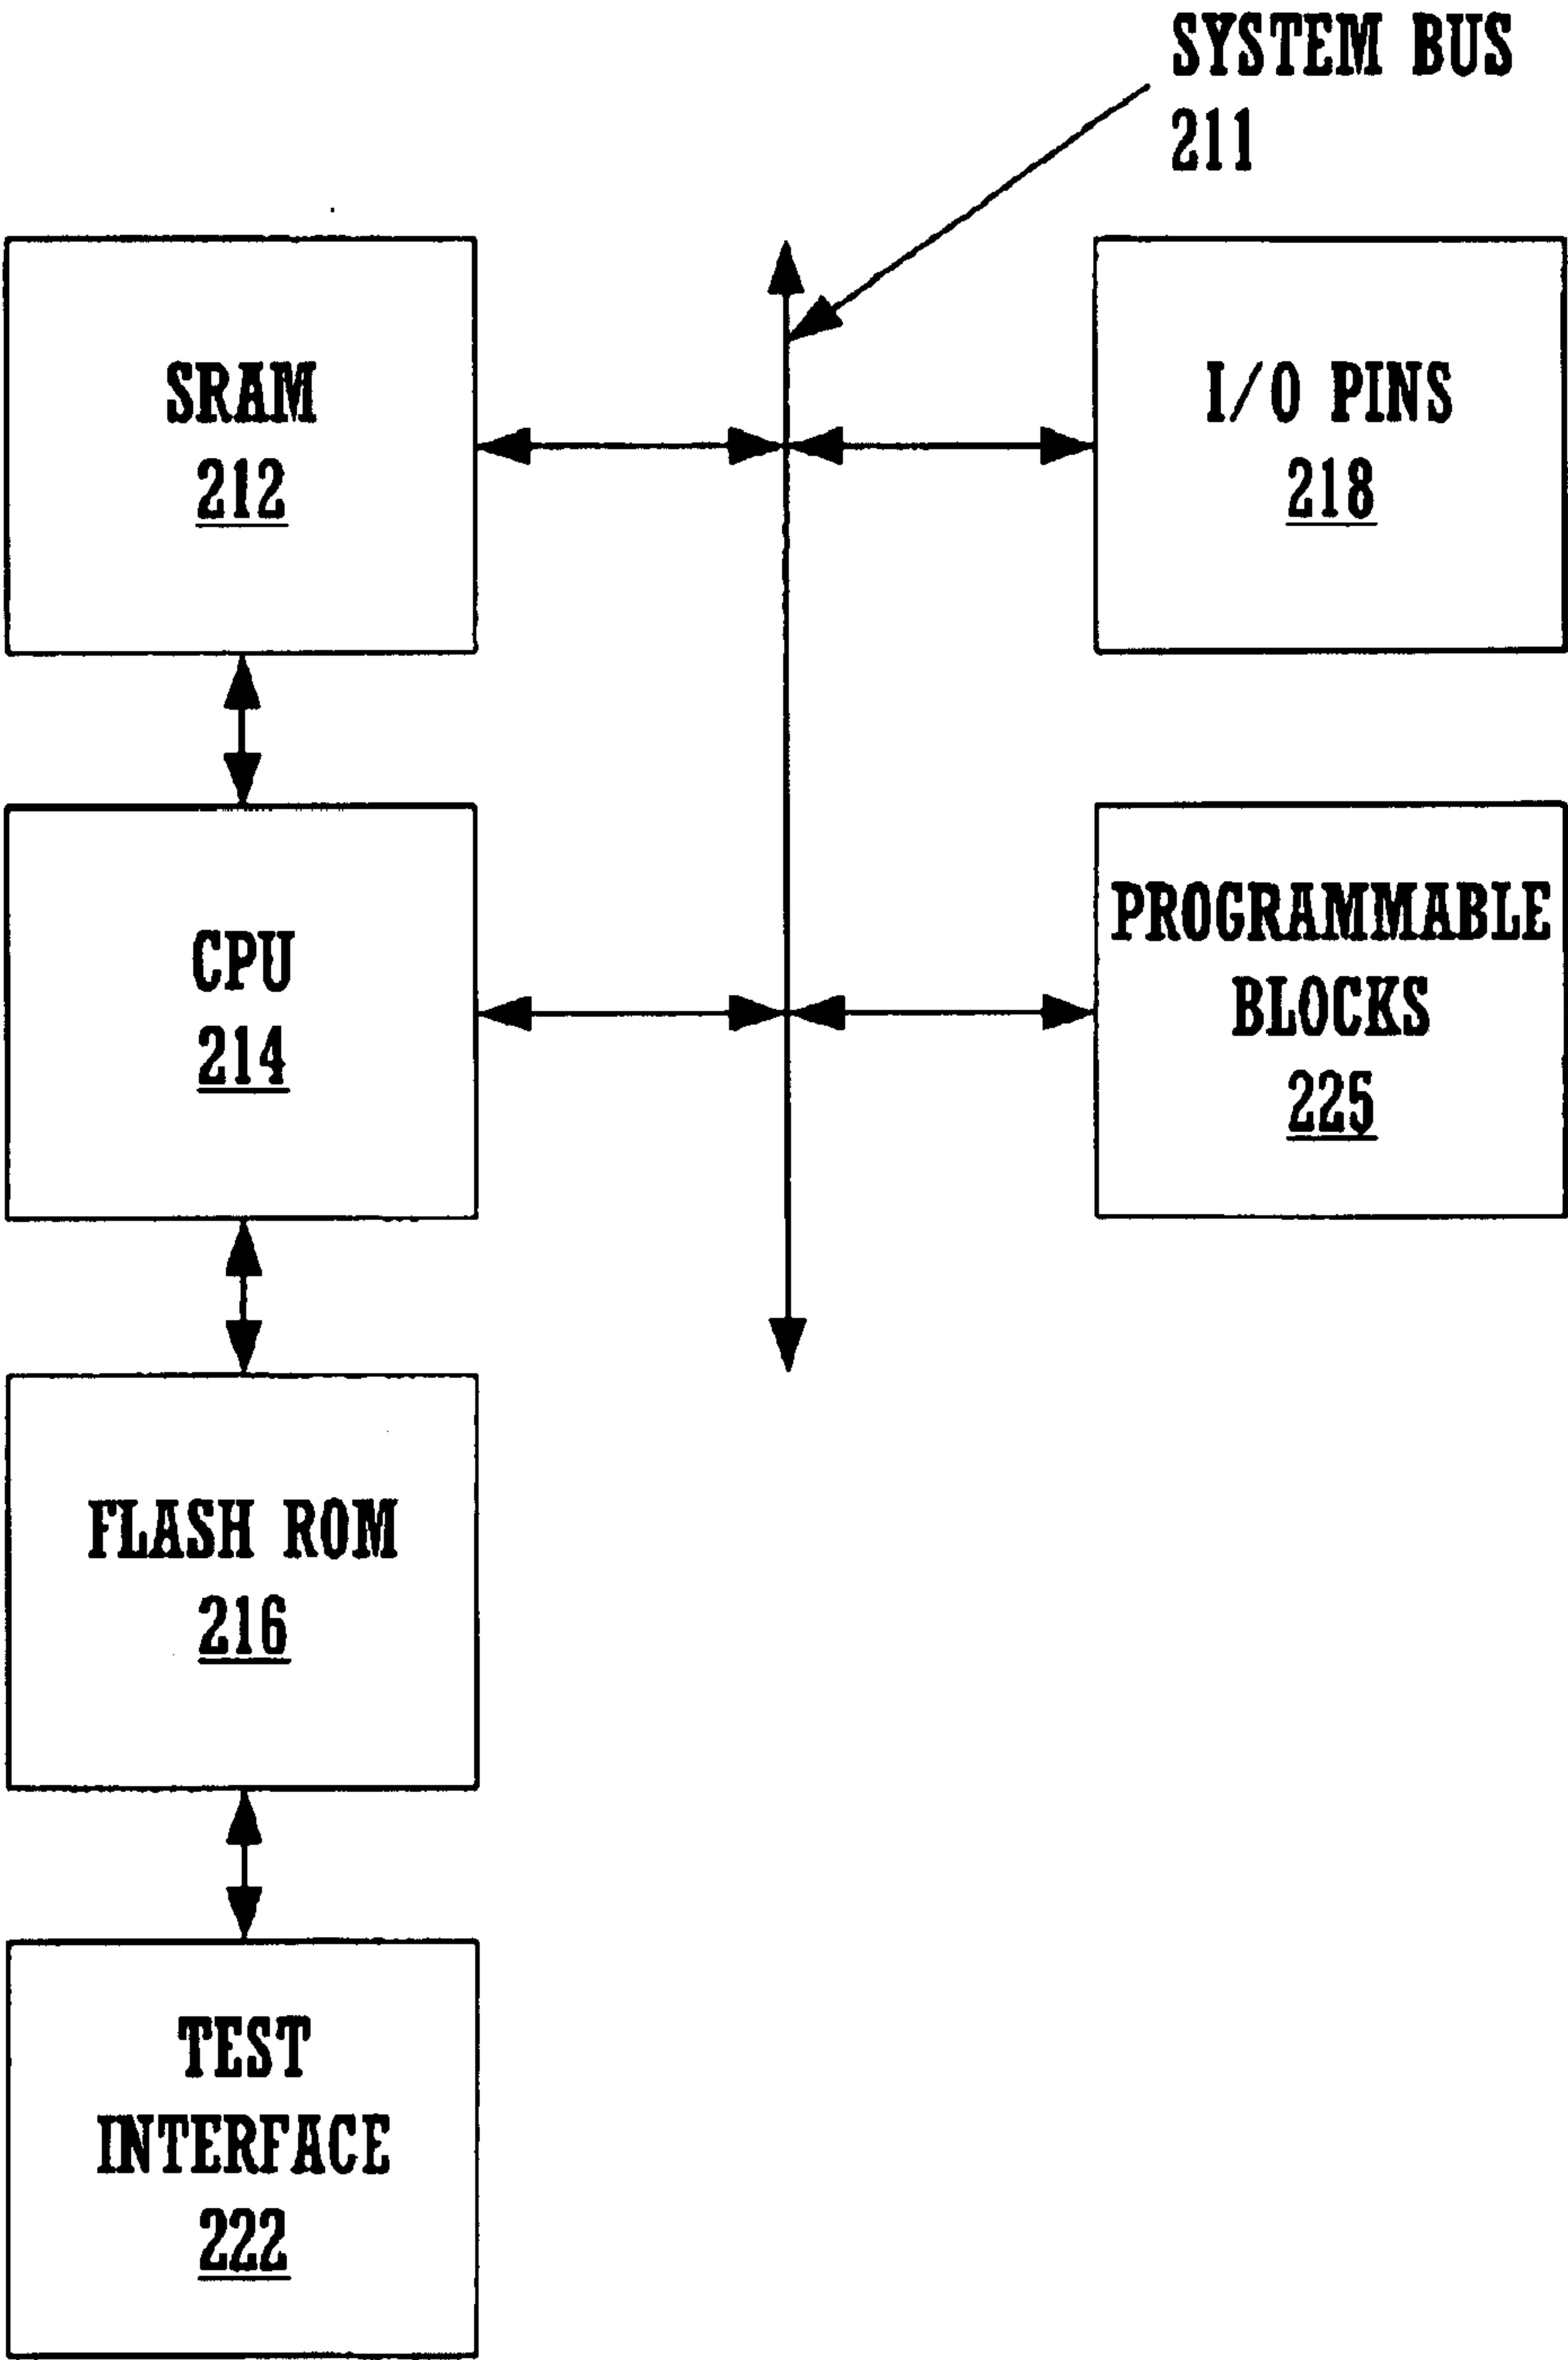 SYSTEM BUS
211
SRAM
212
I/O PINS
218
CPU
214
PROGRAMMABLE
BLOCKS
225
FLASH ROM
216
TEST
INTERFACE
222